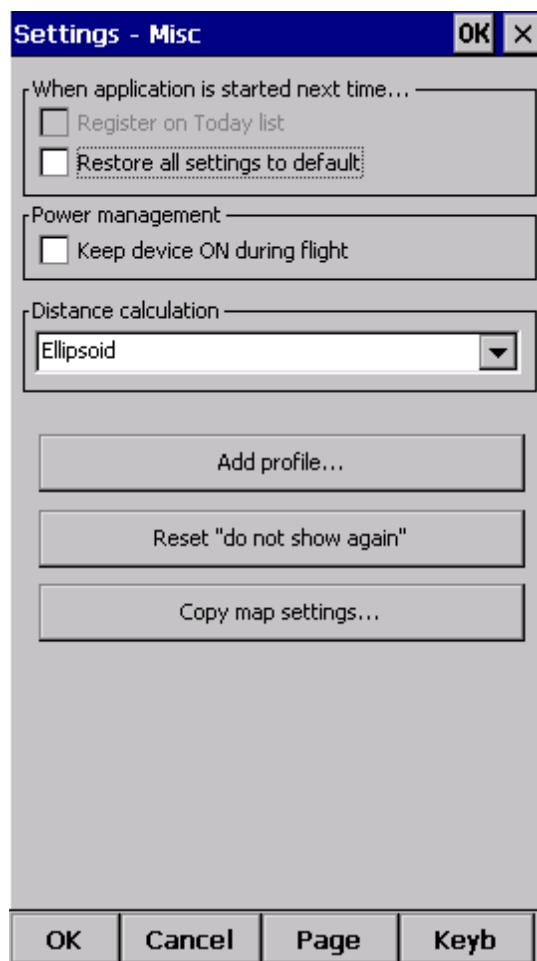 Settings - Misc OK
When application is started next time...
Register on Today list
Restore all settings to default
Power management
Keep device ON during flight
Distance calculation
Ellipsoid
Add profile...
Reset "do not show again"
Copy map settings...
OK Cancel Page Keyb